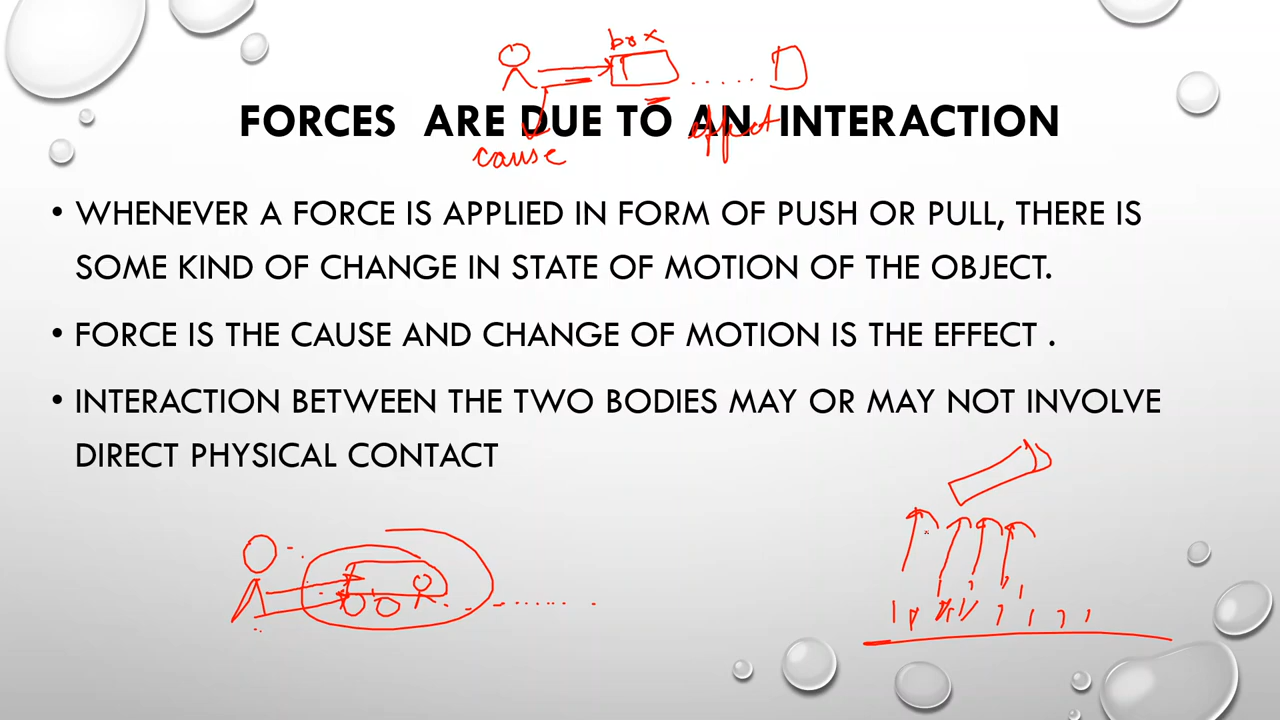 box
FORCES ARE DUE TO AN INTERACTION
effect
cause
• WHENEVER A FORCE IS APPLIED IN FORM OF PUSH OR PULL, THERE IS
SOME KIND OF CHANGE IN STATE OF MOTION OF THE OBJECT.
• FORCE IS THE CAUSE AND CHANGE OF MOTION IS THE EFFECT .
• INTERACTION BETWEEN THE TWO BODIES MAY OR MAY NOT INVOLVE
DIRECT PHYSICAL CONTACT